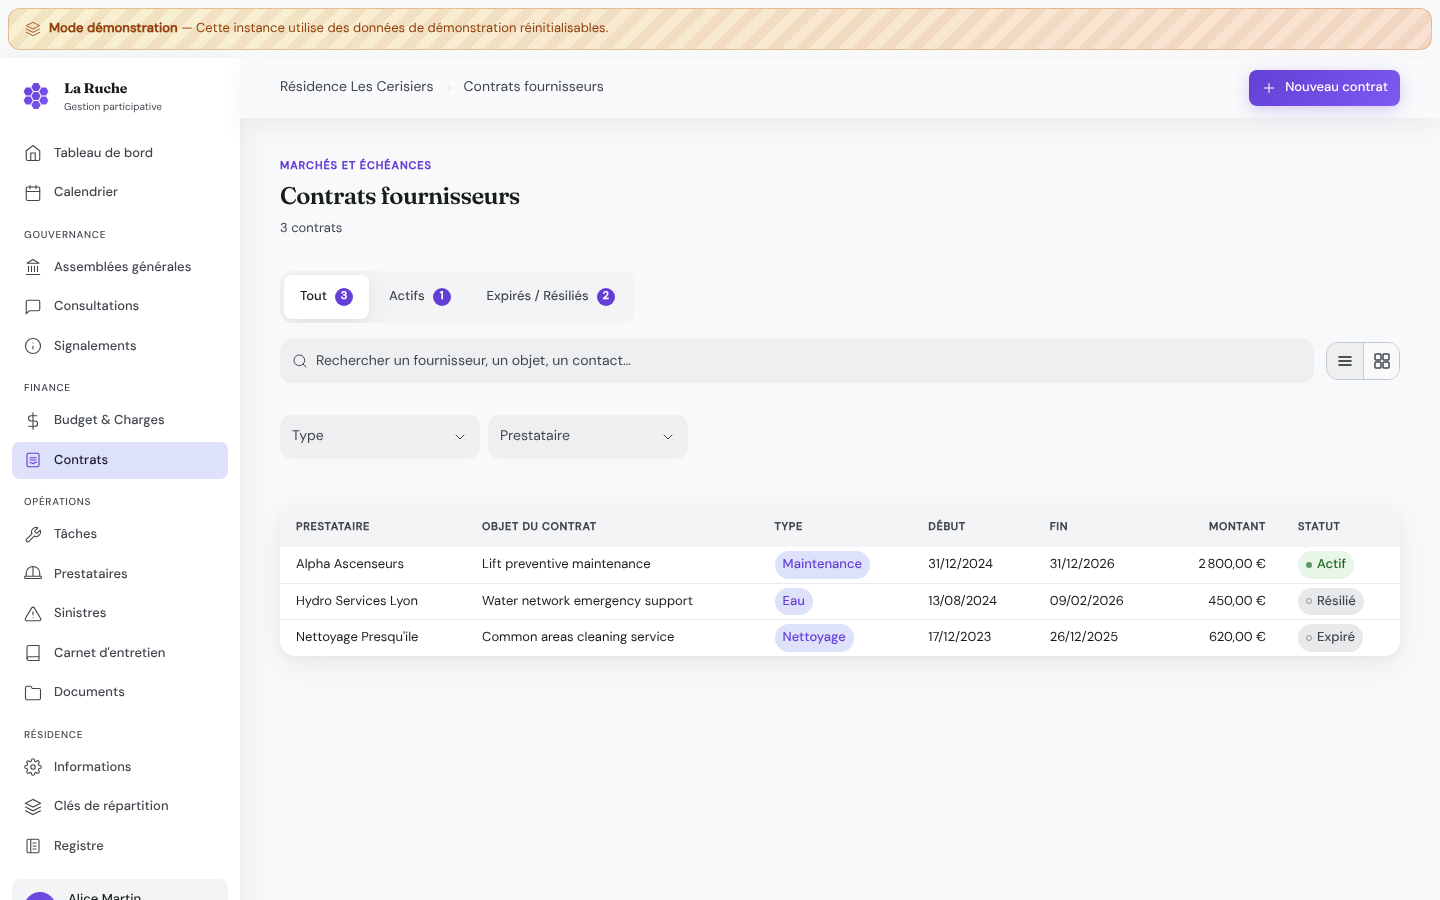 Mode démonstration — Cette instance utilise des données de démonstration réinitialisables.
La Ruche
Gestion participative
Tableau de bord
Calendrier
GOUVERNANCE
Assemblées générales
Consultations
Signalements
FINANCE
Budget & Charges
Contrats
OPÉRATIONS
Tâches
Prestataires
Sinistres
Carnet d'entretien
Documents
RÉSIDENCE
Informations
Clés de répartition
Registre
Alice Martin
Résidence Les Cerisiers > Contrats fournisseurs
Nouveau contrat
MARCHÉS ET ÉCHÉANCES
Contrats fournisseurs
3 contrats
Tout 3 Actifs 1 Expirés / Résiliés 2
Rechercher un fournisseur, un objet, un contact…
Type Prestataire
PRESTATAIRE OBJET DU CONTRAT TYPE DÉBUT FIN MONTANT STATUT
Alpha Ascenseurs Lift preventive maintenance Maintenance 31/12/2024 31/12/2026 2 800,00 € Actif
Hydro Services Lyon Water network emergency support Eau 13/08/2024 09/02/2026 450,00 € Résilié
Nettoyage Presqu'ile Common areas cleaning service Nettoyage 17/12/2023 26/12/2025 620,00 € Expiré